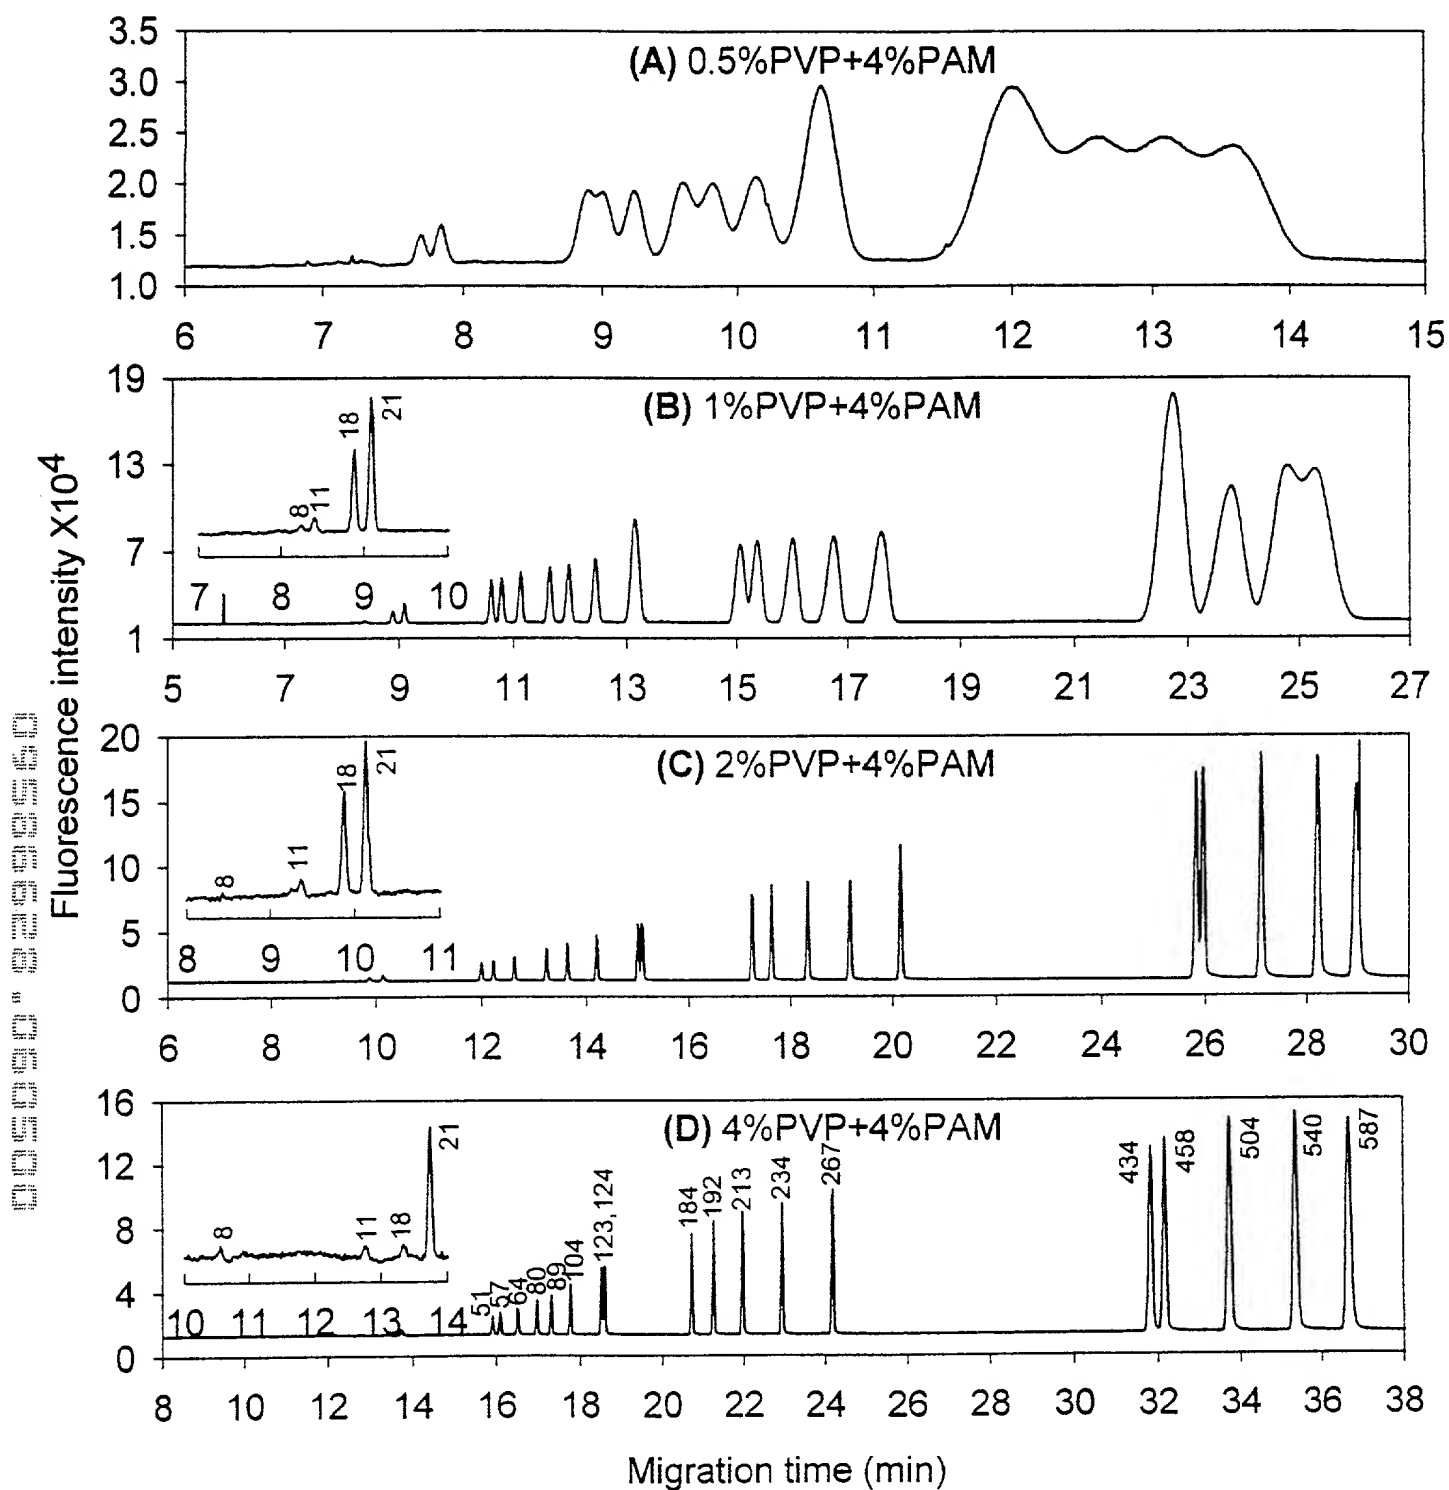 (A) 0.5%PVP+4%PAM
3.5
3.0
2.5
2.0
1.5
1.0
6 7 8 9 10 11 12 13 14 15
(B) 1%PVP+4%PAM
19
13
7
1
8 11 18 21
7 8 9 10
5 7 9 11 13 15 17 19 21 23 25 27
Fluorescence intensity X10⁴
(C) 2%PVP+4%PAM
20
15
10
5
0
8 11 18 21
8 9 10 11
6 8 10 12 14 16 18 20 22 24 26 28 30
(D) 4%PVP+4%PAM
16
12
8
4
0
8 11 18 21
10 11 12 13 14
51 57 64 80 89 104 123, 124 184 192 213 234 267 434 458 504 540 587
8 10 12 14 16 18 20 22 24 26 28 30 32 34 36 38
Migration time (min)